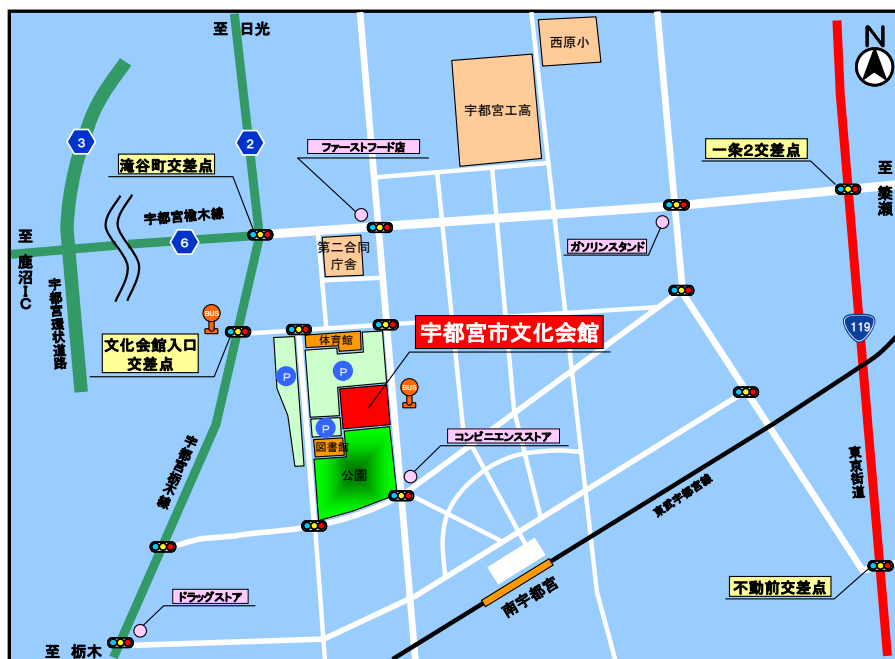 至 日光
N
西原小
宇都宮工高
3
2
ファーストフード店
滝谷町交差点
一条2交差点
至 簗瀬
宇都宮楡木線
6
至 鹿沼IC
第二合同
庁舎
ガソリンスタンド
宇都宮環状道路
BUS
119
文化会館入口
交差点
体育館
宇都宮市文化会館
P
P
BUS
P
図書館
コンビニエンスストア
公園
宇都宮栃木線
東京街道
東武宇都宮線
南宇都宮
不動前交差点
ドラッグストア
至 栃木